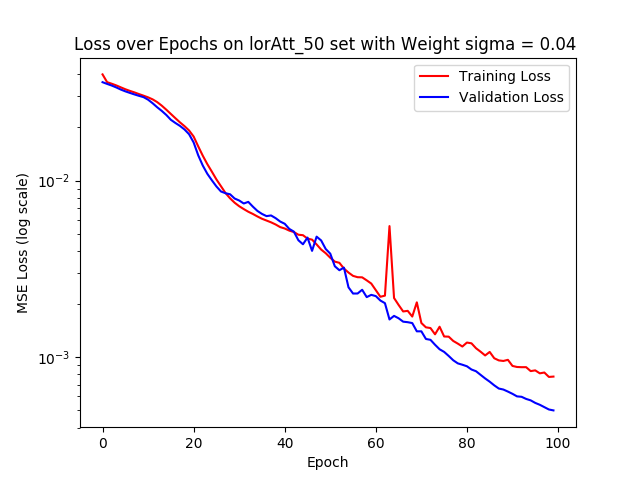 Loss over Epochs on lorAtt_50 set with Weight sigma = 0.04
Training Loss
Validation Loss
MSE Loss (log scale)
10⁻²
10⁻³
0 20 40 60 80 100
Epoch